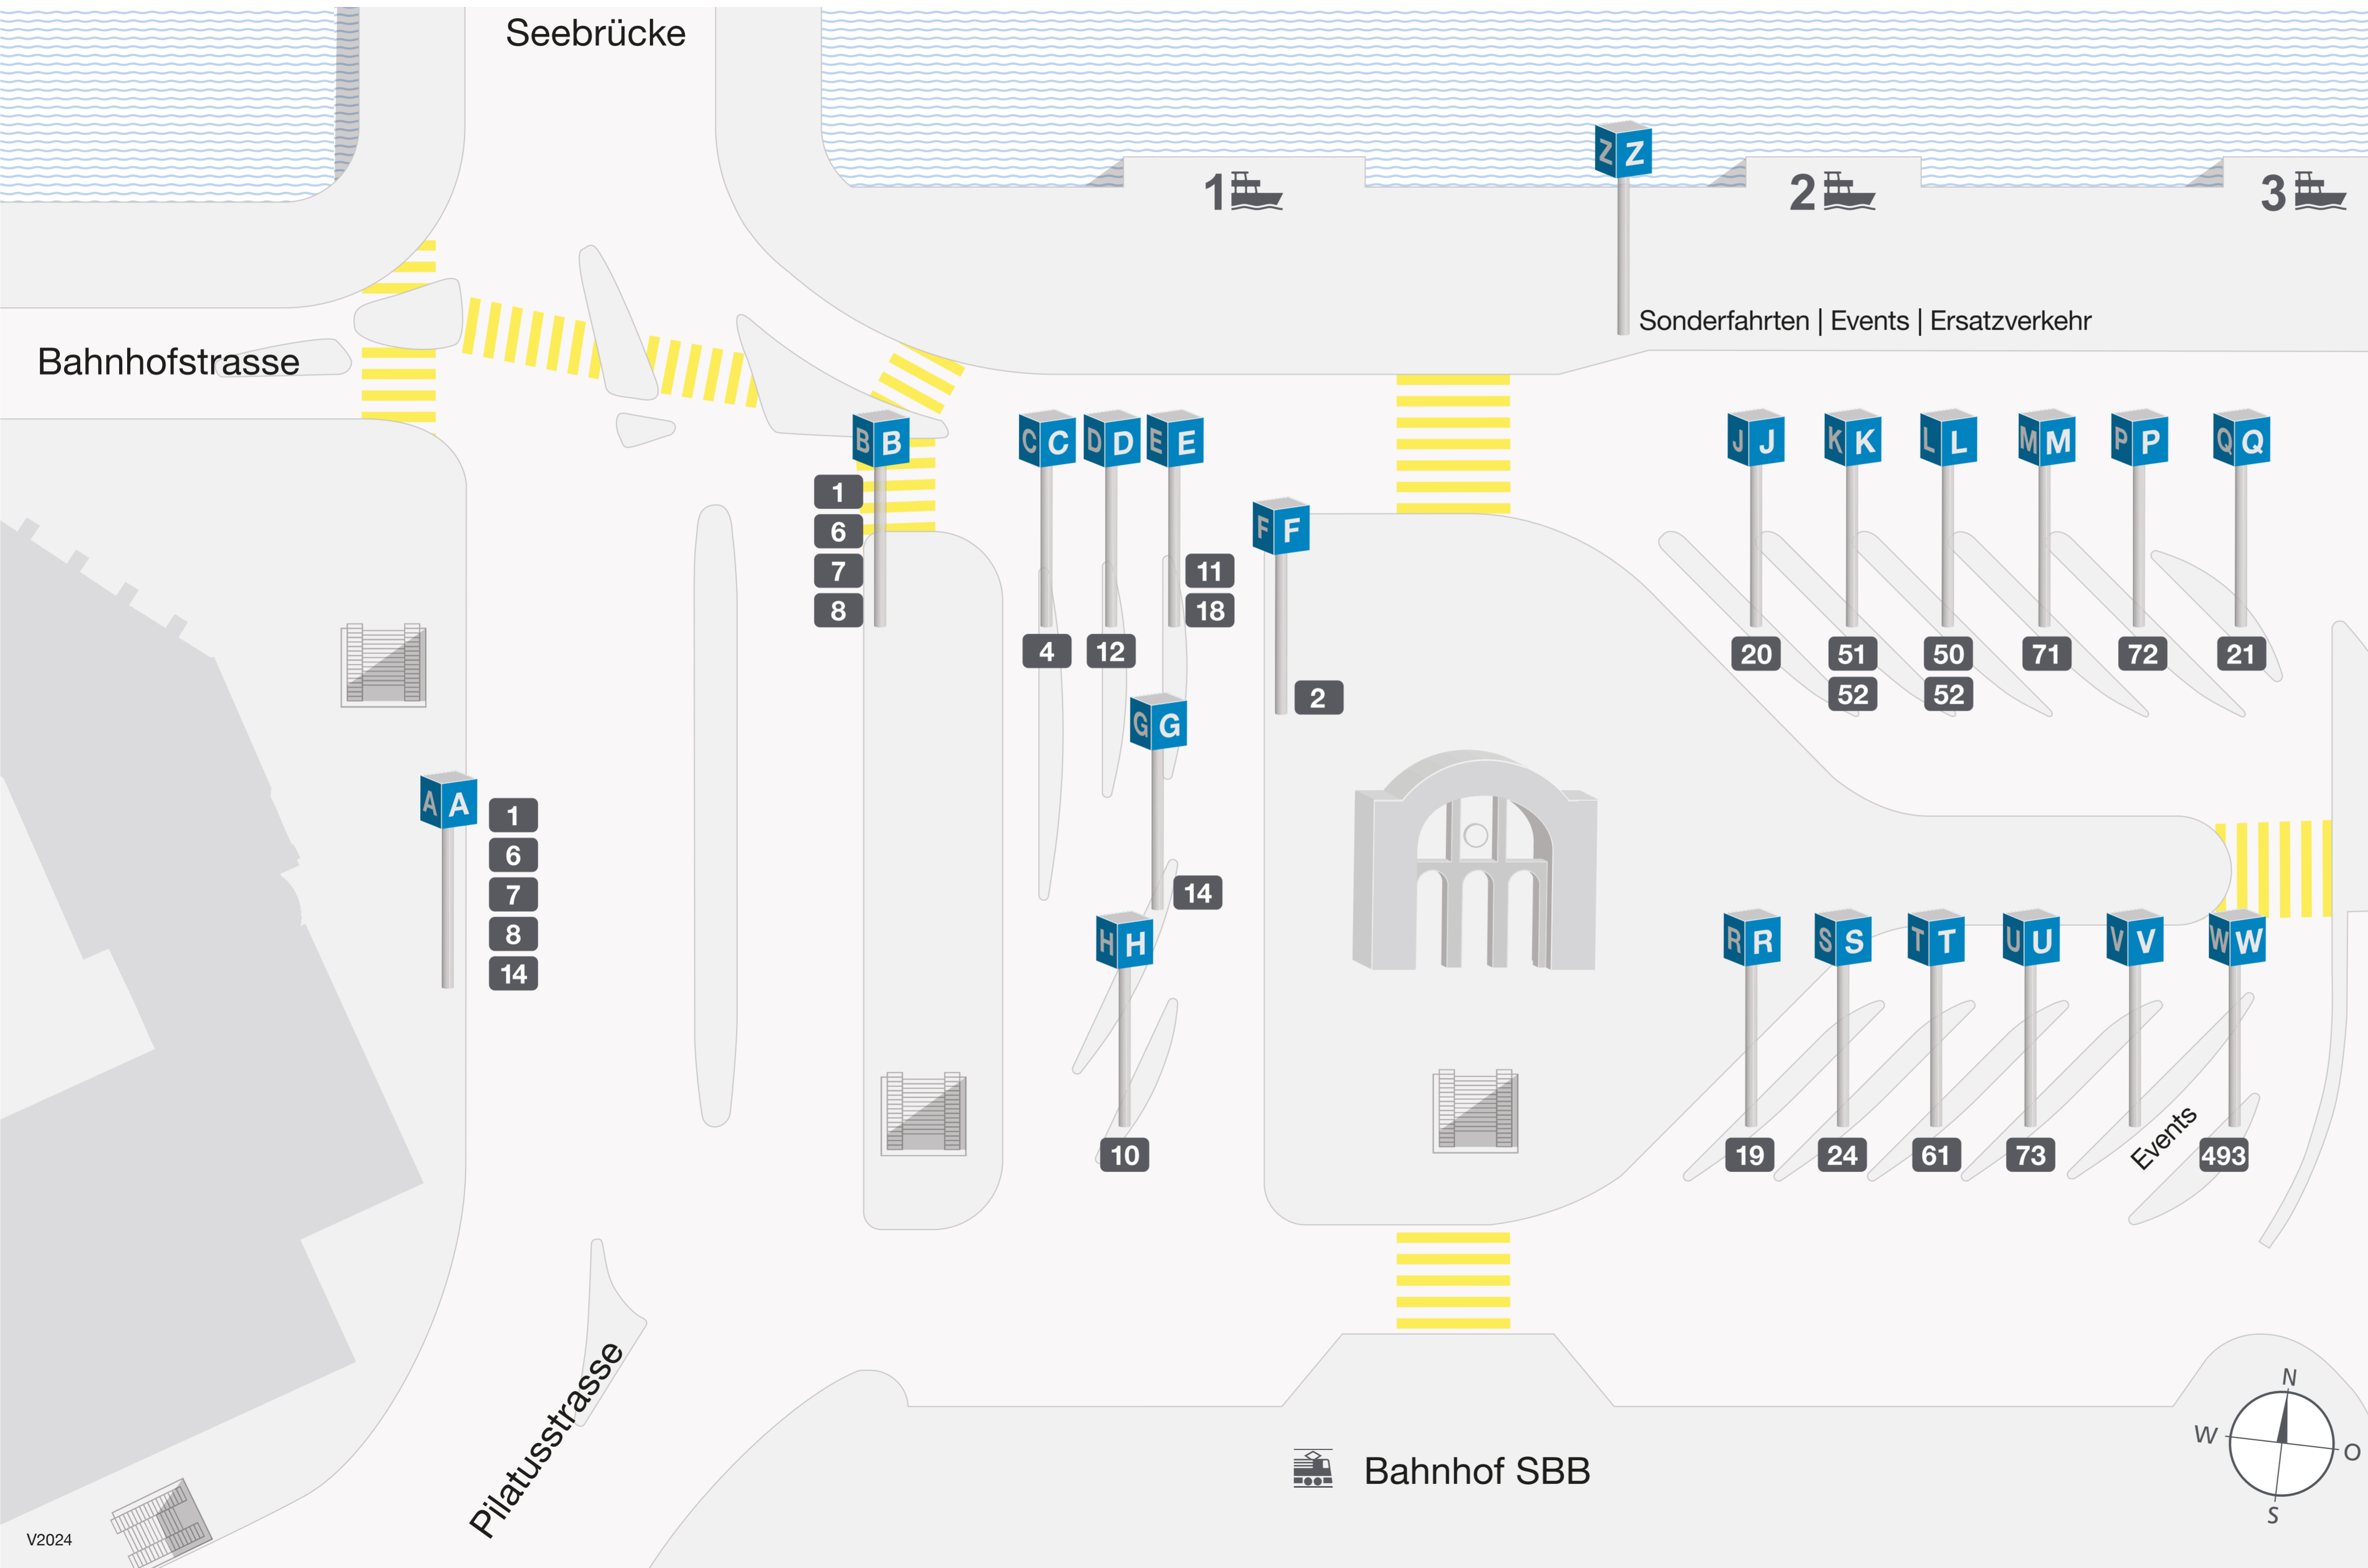 Seebrücke
Z Z
1
2
3
Sonderfahrten | Events | Ersatzverkehr
Bahnhofstrasse
B B
1
6
7
8
C C
4
D D
12
E E
11
18
F F
2
G G
14
H H
10
A A
1
6
7
8
14
J J
20
K K
51
52
L L
50
52
M M
71
P P
72
Q Q
21
R R
19
S S
24
T T
61
U U
73
V V
Events
W W
493
Pilatusstrasse
Bahnhof SBB
N
W
O
S
V2024